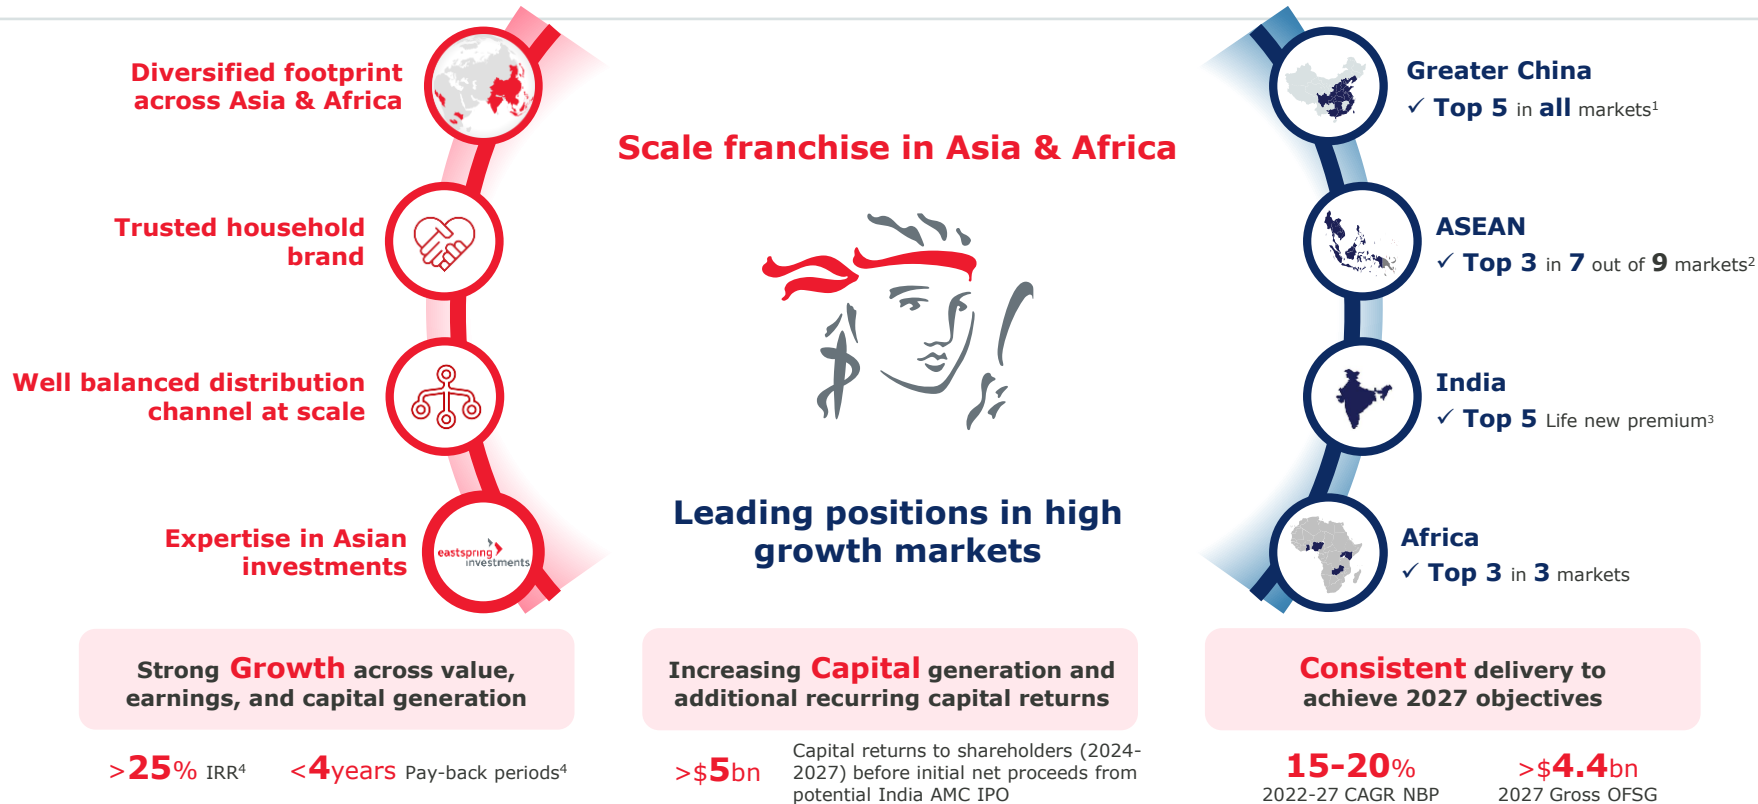 Diversified footprint
across Asia & Africa
Trusted household
brand
Well balanced distribution
channel at scale
Expertise in Asian
investments
eastspring
investments
Scale franchise in Asia & Africa
Leading positions in high
growth markets
Greater China
✓ Top 5 in all markets¹
ASEAN
✓ Top 3 in 7 out of 9 markets²
India
✓ Top 5 Life new premium³
Africa
✓ Top 3 in 3 markets
Strong Growth across value,
earnings, and capital generation
>25% IRR⁴ <4years Pay-back periods⁴
Increasing Capital generation and
additional recurring capital returns
>$5bn
Capital returns to shareholders (2024-
2027) before initial net proceeds from
potential India AMC IPO
Consistent delivery to
achieve 2027 objectives
15-20%
2022-27 CAGR NBP
>$4.4bn
2027 Gross OFSG